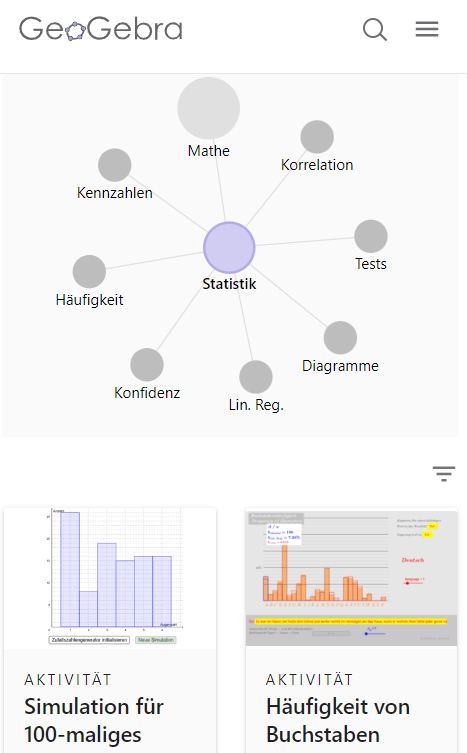 GeoGebra
Mathe
Korrelation
Kennzahlen
Tests
Statistik
Häufigkeit
Diagramme
Konfidenz
Lin. Reg.
Zufallszahlengenerator initialisieren
Neue Simulation
Deutsch
AKTIVITÄT
Simulation für
100-maliges
AKTIVITÄT
Häufigkeit von
Buchstaben